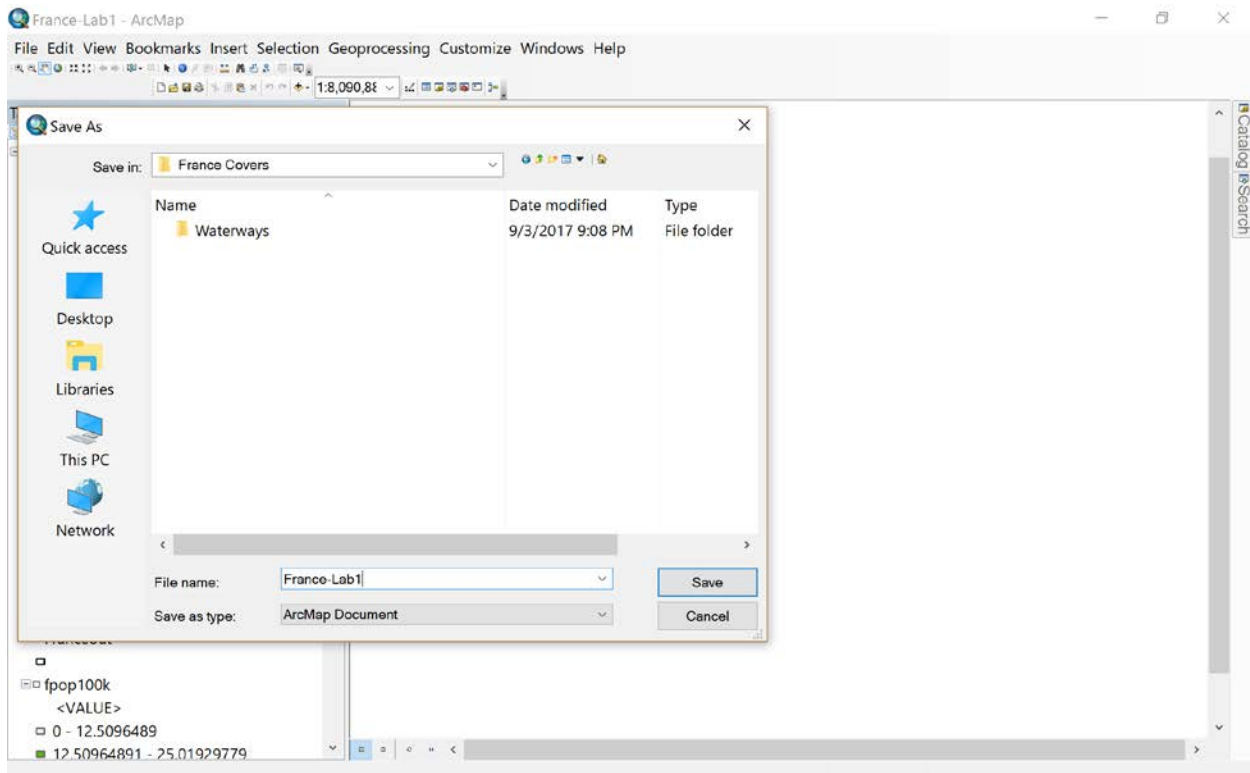 France-Lab1 - ArcMap
File Edit View Bookmarks Insert Selection Geoprocessing Customize Windows Help
1:8,090,88
Save As
Save in: France Covers
Name Date modified Type
Waterways 9/3/2017 9:08 PM File folder
Quick access
Desktop
Libraries
This PC
Network
File name: France-Lab1 Save
Save as type: ArcMap Document Cancel
fpop100k
<VALUE>
0 - 12.5096489
12.50964891 - 25.01929779
Catalog
Search